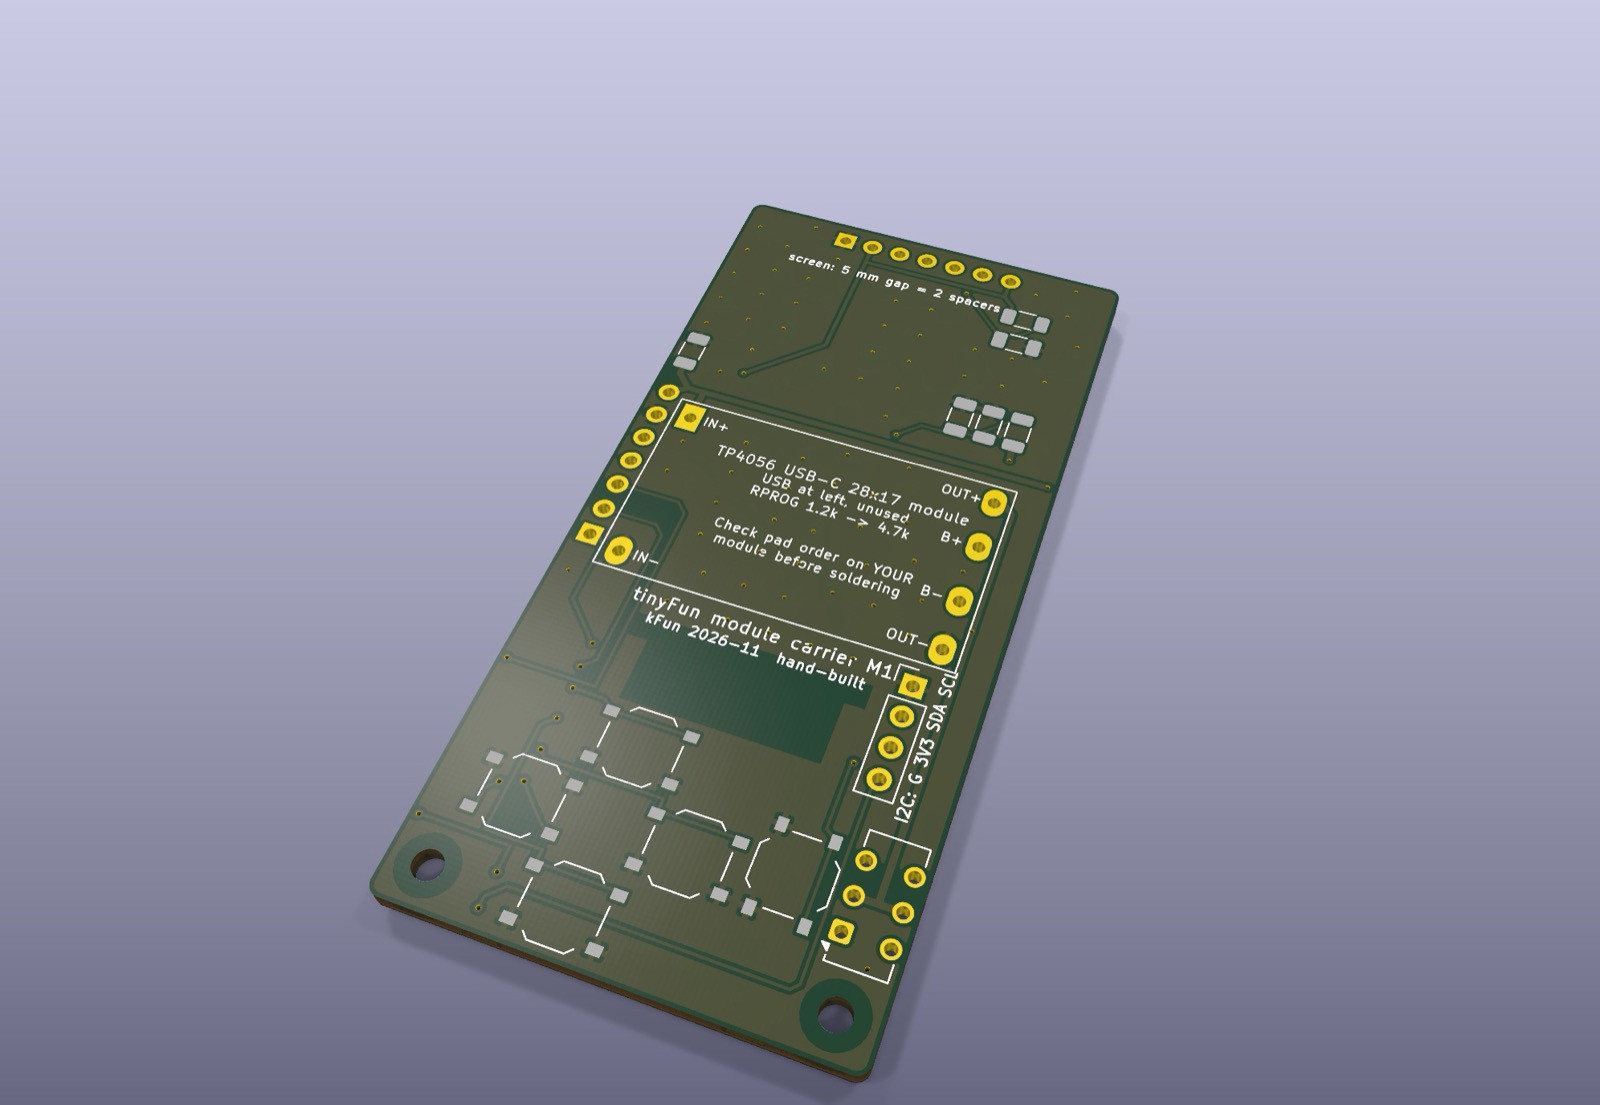 screen: 5 mm gap = 2 spacers
IN+
TP4056 USB-C 28x17 module
USB at left, unused
RPROG 1.2k -> 4.7k
OUT+
B+
Check pad order on YOUR
module before soldering
B-
IN-
OUT-
tinyFun module carrier M1
kFun 2026-11 hand-built
I2C: G 3V3 SDA SCL